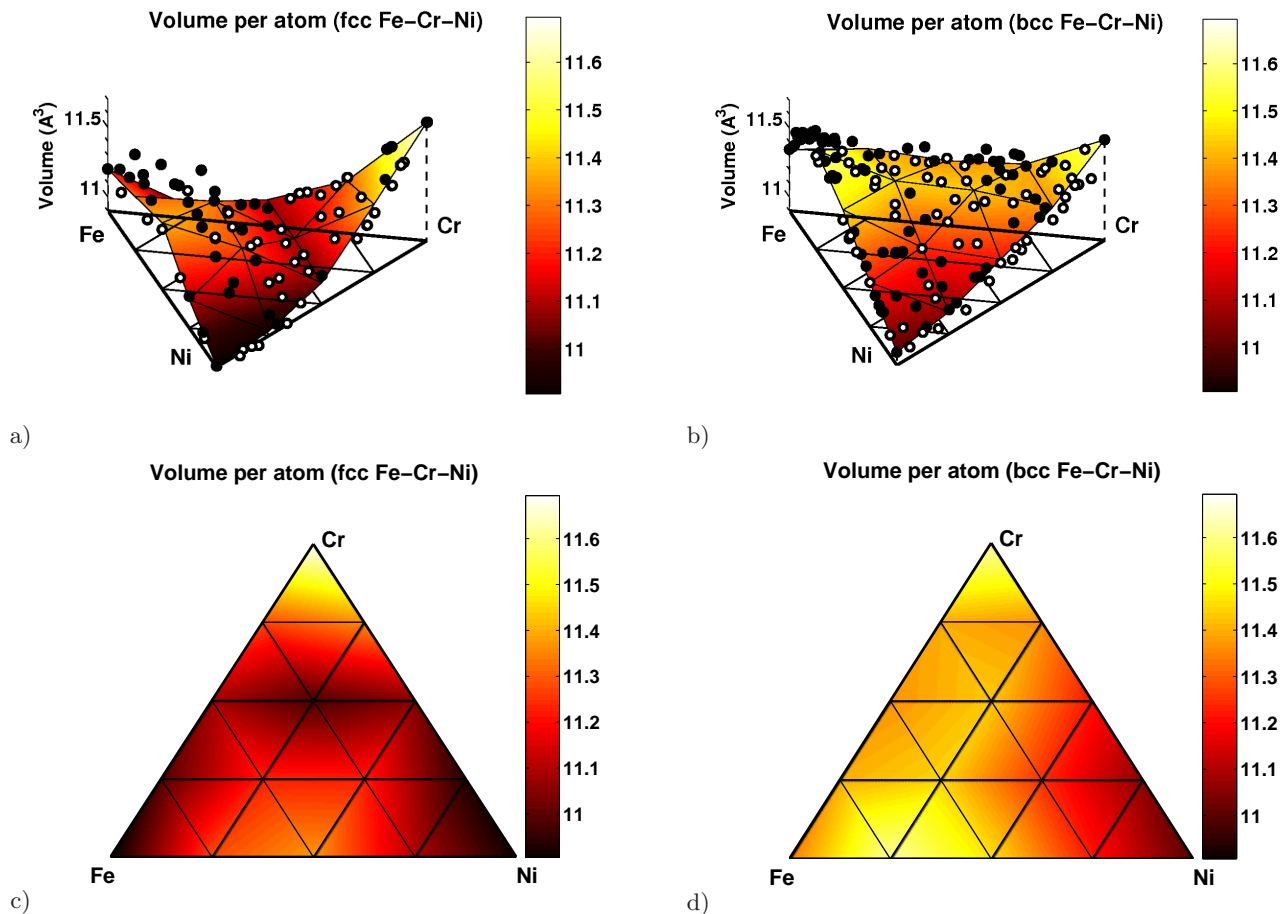 Volume per atom (fcc Fe−Cr−Ni)
Volume (A³)
11.5
11
Fe
Cr
Ni
11.6
11.5
11.4
11.3
11.2
11.1
11
a)
Volume per atom (bcc Fe−Cr−Ni)
Volume (A³)
11.5
11
Fe
Cr
Ni
11.6
11.5
11.4
11.3
11.2
11.1
11
b)
Volume per atom (fcc Fe−Cr−Ni)
Cr
Fe
Ni
11.6
11.5
11.4
11.3
11.2
11.1
11
c)
Volume per atom (bcc Fe−Cr−Ni)
Cr
Fe
Ni
11.6
11.5
11.4
11.3
11.2
11.1
11
d)